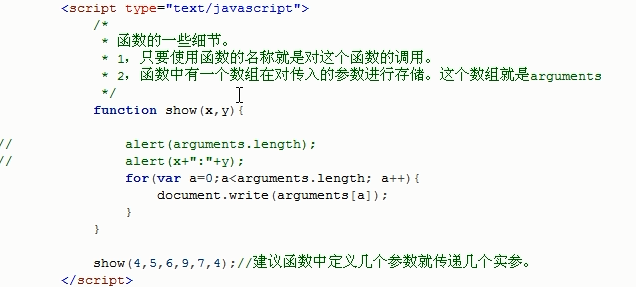 <script type="text/javascript">
/*
* 函数的一些细节。
* 1，只要使用函数的名称就是对这个函数的调用。
* 2，函数中有一个数组在对传入的参数进行存储。这个数组就是arguments
*/
function show(x,y){
// alert(arguments.length);
// alert(x+":"+y);
for(var a=0;a<arguments.length; a++){
document.write(arguments[a]);
}
}
show(4,5,6,9,7,4);//建议函数中定义几个参数就传递几个实参。
</script>